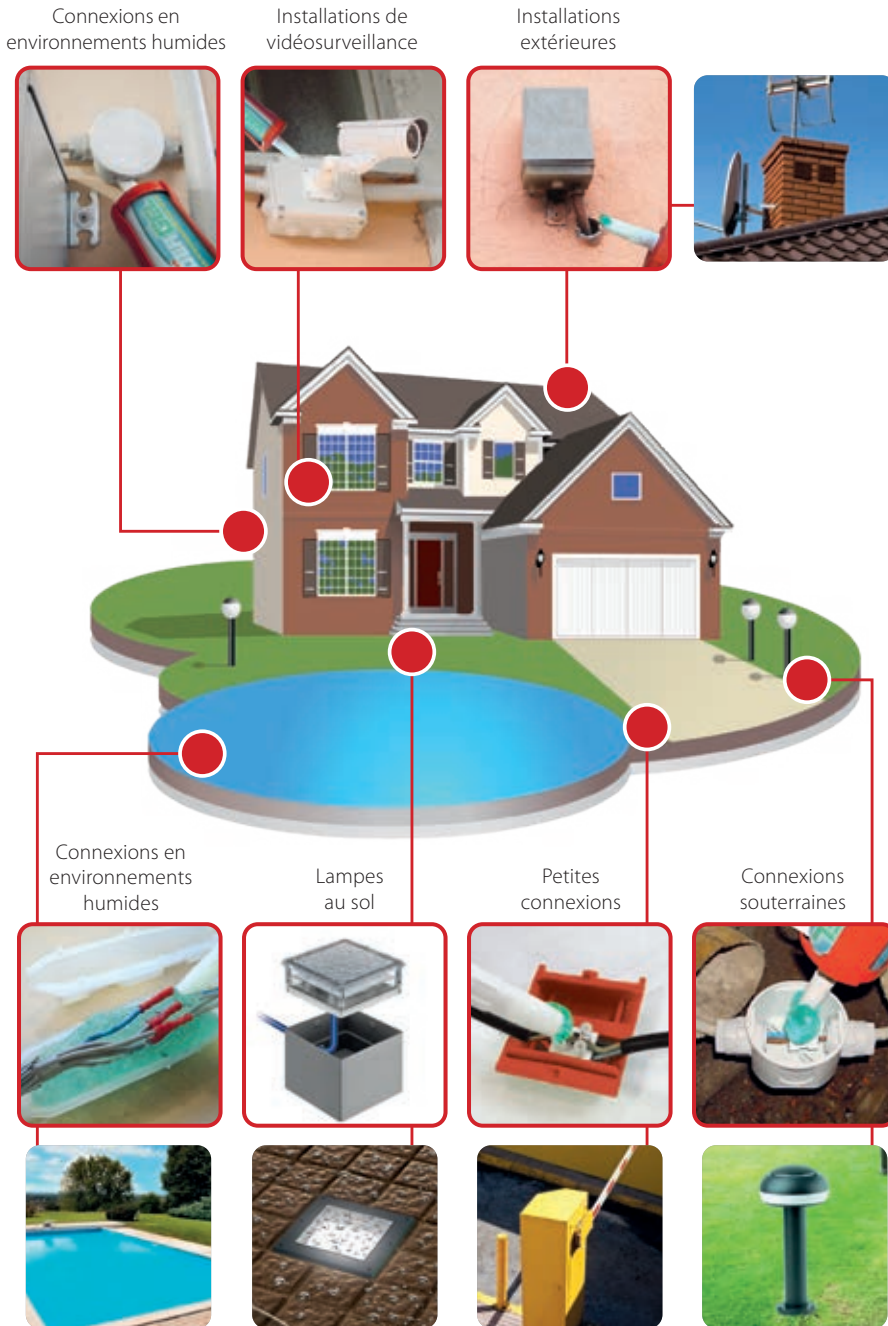 Connexions en
environnements humides
Installations de
vidéosurveillance
Installations
extérieures
Connexions en
environnements
humides
Lampes
au sol
Petites
connexions
Connexions
souterraines